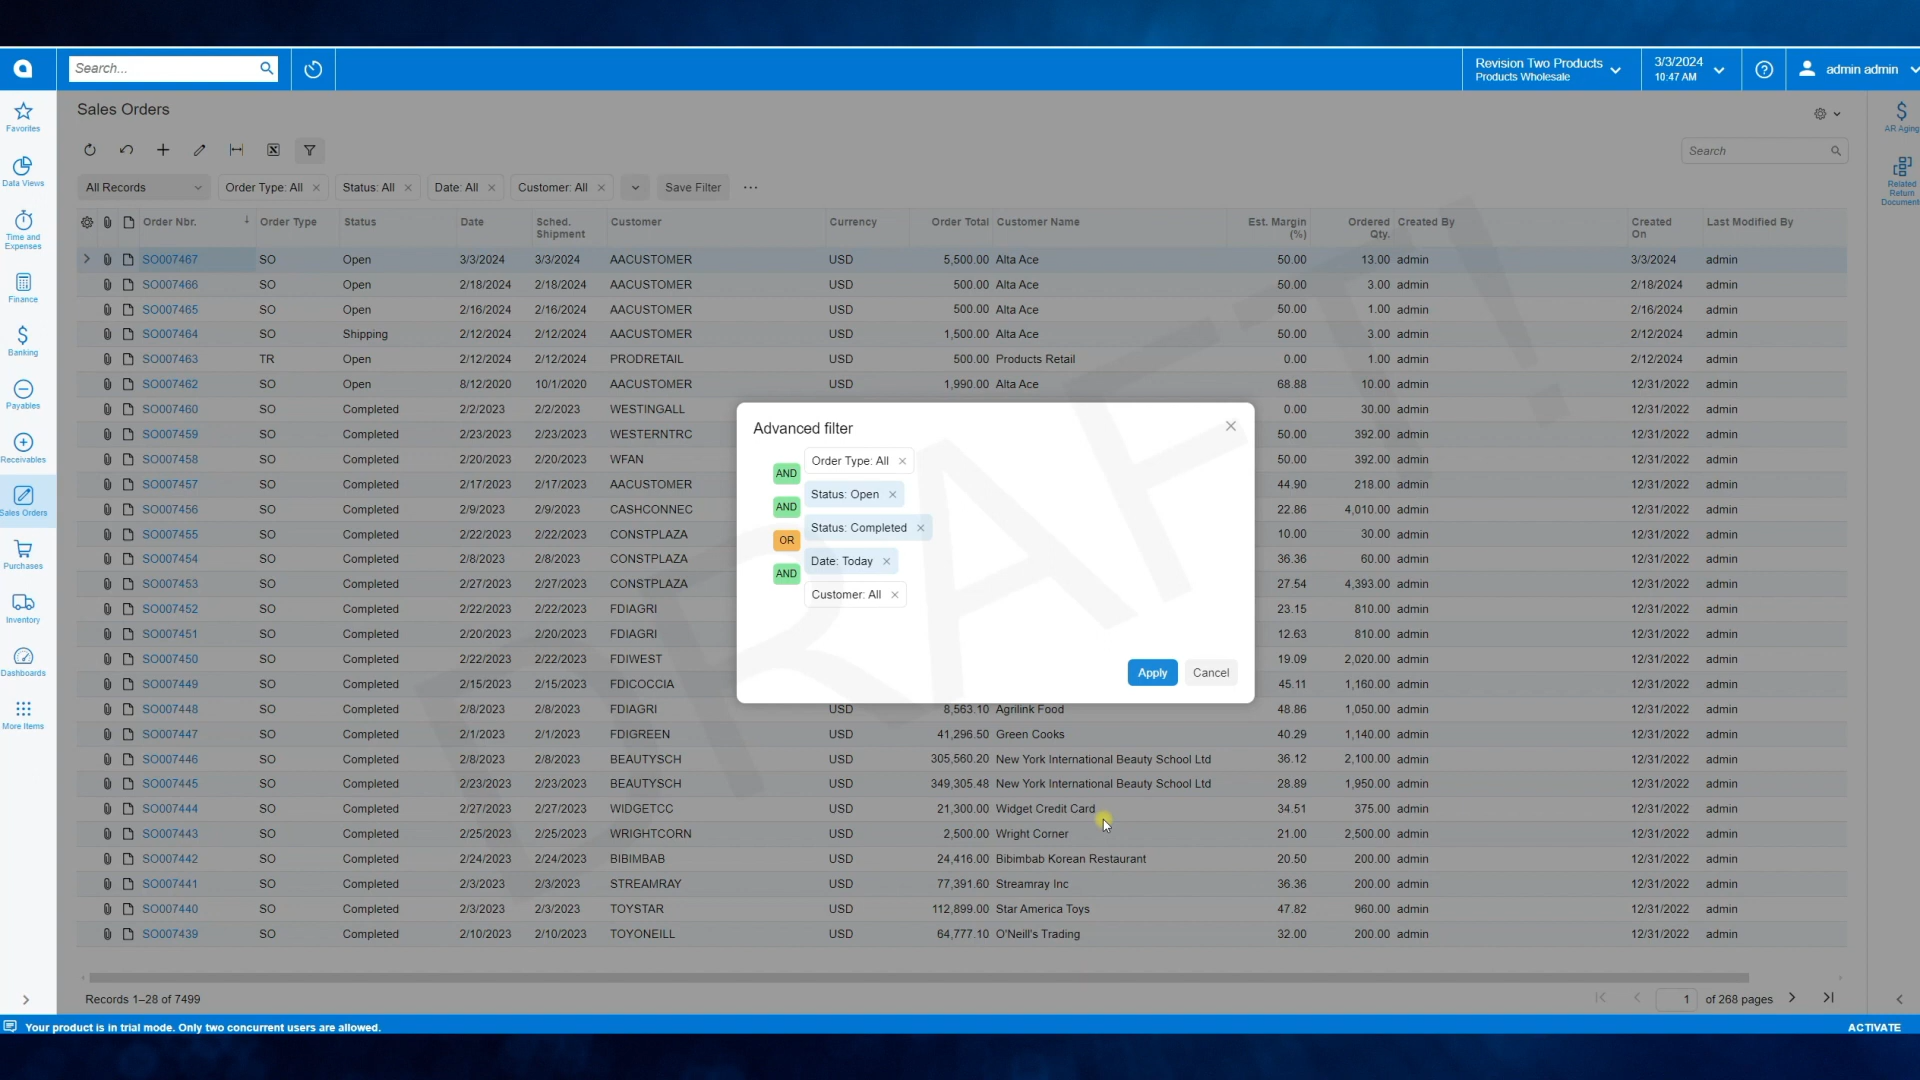 Search...
Revision Two Products
Products Wholesale
3/3/2024
10:47 AM
admin admin
Favorites
Data Views
Time and
Expenses
Finance
Banking
Payables
Receivables
Sales Orders
Purchases
Inventory
Dashboards
More Items
Sales Orders
AR Aging
Related
Return
Document
Search
All Records Order Type: All Status: All Date: All Customer: All Save Filter
Order Nbr. Order Type Status Date Sched. Shipment Customer Currency Order Total Customer Name Est. Margin (%) Ordered Qty. Created By Created On Last Modified By
SO007467 SO Open 3/3/2024 3/3/2024 AACUSTOMER USD 5,500.00 Alta Ace 50.00 13.00 admin 3/3/2024 admin
SO007466 SO Open 2/18/2024 2/18/2024 AACUSTOMER USD 500.00 Alta Ace 50.00 3.00 admin 2/18/2024 admin
SO007465 SO Open 2/16/2024 2/16/2024 AACUSTOMER USD 500.00 Alta Ace 50.00 1.00 admin 2/16/2024 admin
SO007464 SO Shipping 2/12/2024 2/12/2024 AACUSTOMER USD 1,500.00 Alta Ace 50.00 3.00 admin 2/12/2024 admin
SO007463 TR Open 2/12/2024 2/12/2024 PRODRETAIL USD 500.00 Products Retail 0.00 1.00 admin 2/12/2024 admin
SO007462 SO Open 8/12/2020 10/1/2020 AACUSTOMER USD 1,990.00 Alta Ace 68.88 10.00 admin 12/31/2022 admin
SO007460 SO Completed 2/2/2023 2/2/2023 WESTINGALL 0.00 30.00 admin 12/31/2022 admin
SO007459 SO Completed 2/23/2023 2/23/2023 WESTERNTRC 50.00 392.00 admin 12/31/2022 admin
SO007458 SO Completed 2/20/2023 2/20/2023 WFAN 50.00 392.00 admin 12/31/2022 admin
SO007457 SO Completed 2/17/2023 2/17/2023 AACUSTOMER 44.90 218.00 admin 12/31/2022 admin
SO007456 SO Completed 2/9/2023 2/9/2023 CASHCONNEC 22.86 4,010.00 admin 12/31/2022 admin
SO007455 SO Completed 2/22/2023 2/22/2023 CONSTPLAZA 10.00 30.00 admin 12/31/2022 admin
SO007454 SO Completed 2/8/2023 2/8/2023 CONSTPLAZA 36.36 60.00 admin 12/31/2022 admin
SO007453 SO Completed 2/27/2023 2/27/2023 CONSTPLAZA 27.54 4,393.00 admin 12/31/2022 admin
SO007452 SO Completed 2/22/2023 2/22/2023 FDIAGRI 23.15 810.00 admin 12/31/2022 admin
SO007451 SO Completed 2/20/2023 2/20/2023 FDIAGRI 12.63 810.00 admin 12/31/2022 admin
SO007450 SO Completed 2/22/2023 2/22/2023 FDIWEST 19.09 2,020.00 admin 12/31/2022 admin
SO007449 SO Completed 2/15/2023 2/15/2023 FDICOCCIA 45.11 1,160.00 admin 12/31/2022 admin
SO007448 SO Completed 2/8/2023 2/8/2023 FDIAGRI USD 8,563.10 Agrilink Food 48.86 1,050.00 admin 12/31/2022 admin
SO007447 SO Completed 2/1/2023 2/1/2023 FDIGREEN USD 41,296.50 Green Cooks 40.29 1,140.00 admin 12/31/2022 admin
SO007446 SO Completed 2/8/2023 2/8/2023 BEAUTYSCH USD 305,560.20 New York International Beauty School Ltd 36.12 2,100.00 admin 12/31/2022 admin
SO007445 SO Completed 2/23/2023 2/23/2023 BEAUTYSCH USD 349,305.48 New York International Beauty School Ltd 28.89 1,950.00 admin 12/31/2022 admin
SO007444 SO Completed 2/27/2023 2/27/2023 WIDGETCC USD 21,300.00 Widget Credit Card 34.51 375.00 admin 12/31/2022 admin
SO007443 SO Completed 2/25/2023 2/25/2023 WRIGHTCORN USD 2,500.00 Wright Corner 21.00 2,500.00 admin 12/31/2022 admin
SO007442 SO Completed 2/24/2023 2/24/2023 BIBIMBAB USD 24,416.00 Bibimbab Korean Restaurant 20.50 200.00 admin 12/31/2022 admin
SO007441 SO Completed 2/3/2023 2/3/2023 STREAMRAY USD 77,391.60 Streamray Inc 36.36 200.00 admin 12/31/2022 admin
SO007440 SO Completed 2/3/2023 2/3/2023 TOYSTAR USD 112,899.00 Star America Toys 47.82 960.00 admin 12/31/2022 admin
SO007439 SO Completed 2/10/2023 2/10/2023 TOYONEILL USD 64,777.10 O'Neill's Trading 32.00 200.00 admin 12/31/2022 admin
Advanced filter
Order Type: All
AND
Status: Open
AND
Status: Completed
OR
Date: Today
AND
Customer: All
Apply Cancel
DRAFT!
Records 1–28 of 7499
1 of 268 pages
Your product is in trial mode. Only two concurrent users are allowed.
ACTIVATE